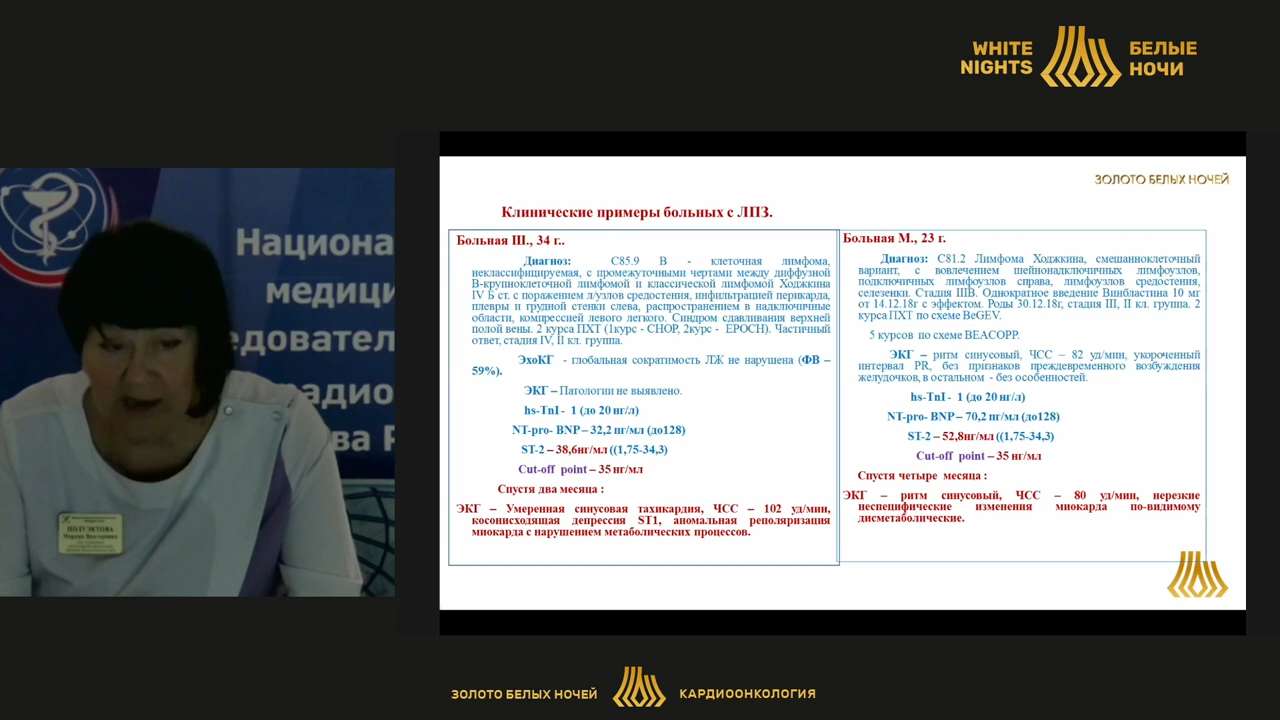 WHITE
NIGHTS
БЕЛЫЕ
НОЧИ
Национа
медици
едовател
радио
ва Р
ПОЛУЭКТОВА
Марина Викторовна
ЗОЛОТО БЕЛЫХ НОЧЕЙ
Клинические примеры больных с ЛПЗ.
Больная Ш., 34 г..
Диагноз: С85.9 В - клеточная лимфома,
неклассифицируемая, с промежуточными чертами между диффузной
В-крупноклеточной лимфомой и классической лимфомой Ходжкина
IV Б ст. с поражением л/узлов средостения, инфильтрацией перикарда,
плевры и грудной стенки слева, распространением в надключичные
области, компрессией левого легкого. Синдром сдавливания верхней
полой вены. 2 курса ПХТ (1курс - CHOP, 2курс - EPOCH). Частичный
ответ, стадия IV, II кл. группа.
ЭхоКГ - глобальная сократимость ЛЖ не нарушена (ФВ –
59%).
ЭКГ – Патологии не выявлено.
hs-TnI - 1 (до 20 нг/л)
NT-pro- BNP – 32,2 пг/мл (до128)
ST-2 – 38,6нг/мл ((1,75-34,3)
Cut-off point – 35 нг/мл
Спустя два месяца :
ЭКГ – Умеренная синусовая тахикардия, ЧСС – 102 уд/мин,
косонисходящая депрессия ST1, аномальная реполяризация
миокарда с нарушением метаболических процессов.
Больная М., 23 г.
Диагноз: С81.2 Лимфома Ходжкина, смешанноклеточный
вариант, с вовлечением шейнонадключичных лимфоузлов,
подключичных лимфоузлов справа, лимфоузлов средостения,
селезенки. Стадия IIIВ. Однократное введение Винбластина 10 мг
от 14.12.18г с эффектом. Роды 30.12.18г, стадия III, II кл. группа. 2
курса ПХТ по схеме BeGEV.
5 курсов по схеме BEACOPP.
ЭКГ – ритм синусовый, ЧСС – 82 уд/мин, укороченный
интервал PR, без признаков преждевременного возбуждения
желудочков, в остальном - без особенностей.
hs-TnI - 1 (до 20 нг/л)
NT-pro- BNP – 70,2 пг/мл (до128)
ST-2 – 52,8нг/мл ((1,75-34,3)
Cut-off point – 35 нг/мл
Спустя четыре месяца :
ЭКГ – ритм синусовый, ЧСС – 80 уд/мин, нерезкие
неспецифические изменения миокарда по-видимому
дисметаболические.
ЗОЛОТО БЕЛЫХ НОЧЕЙ
КАРДИООНКОЛОГИЯ